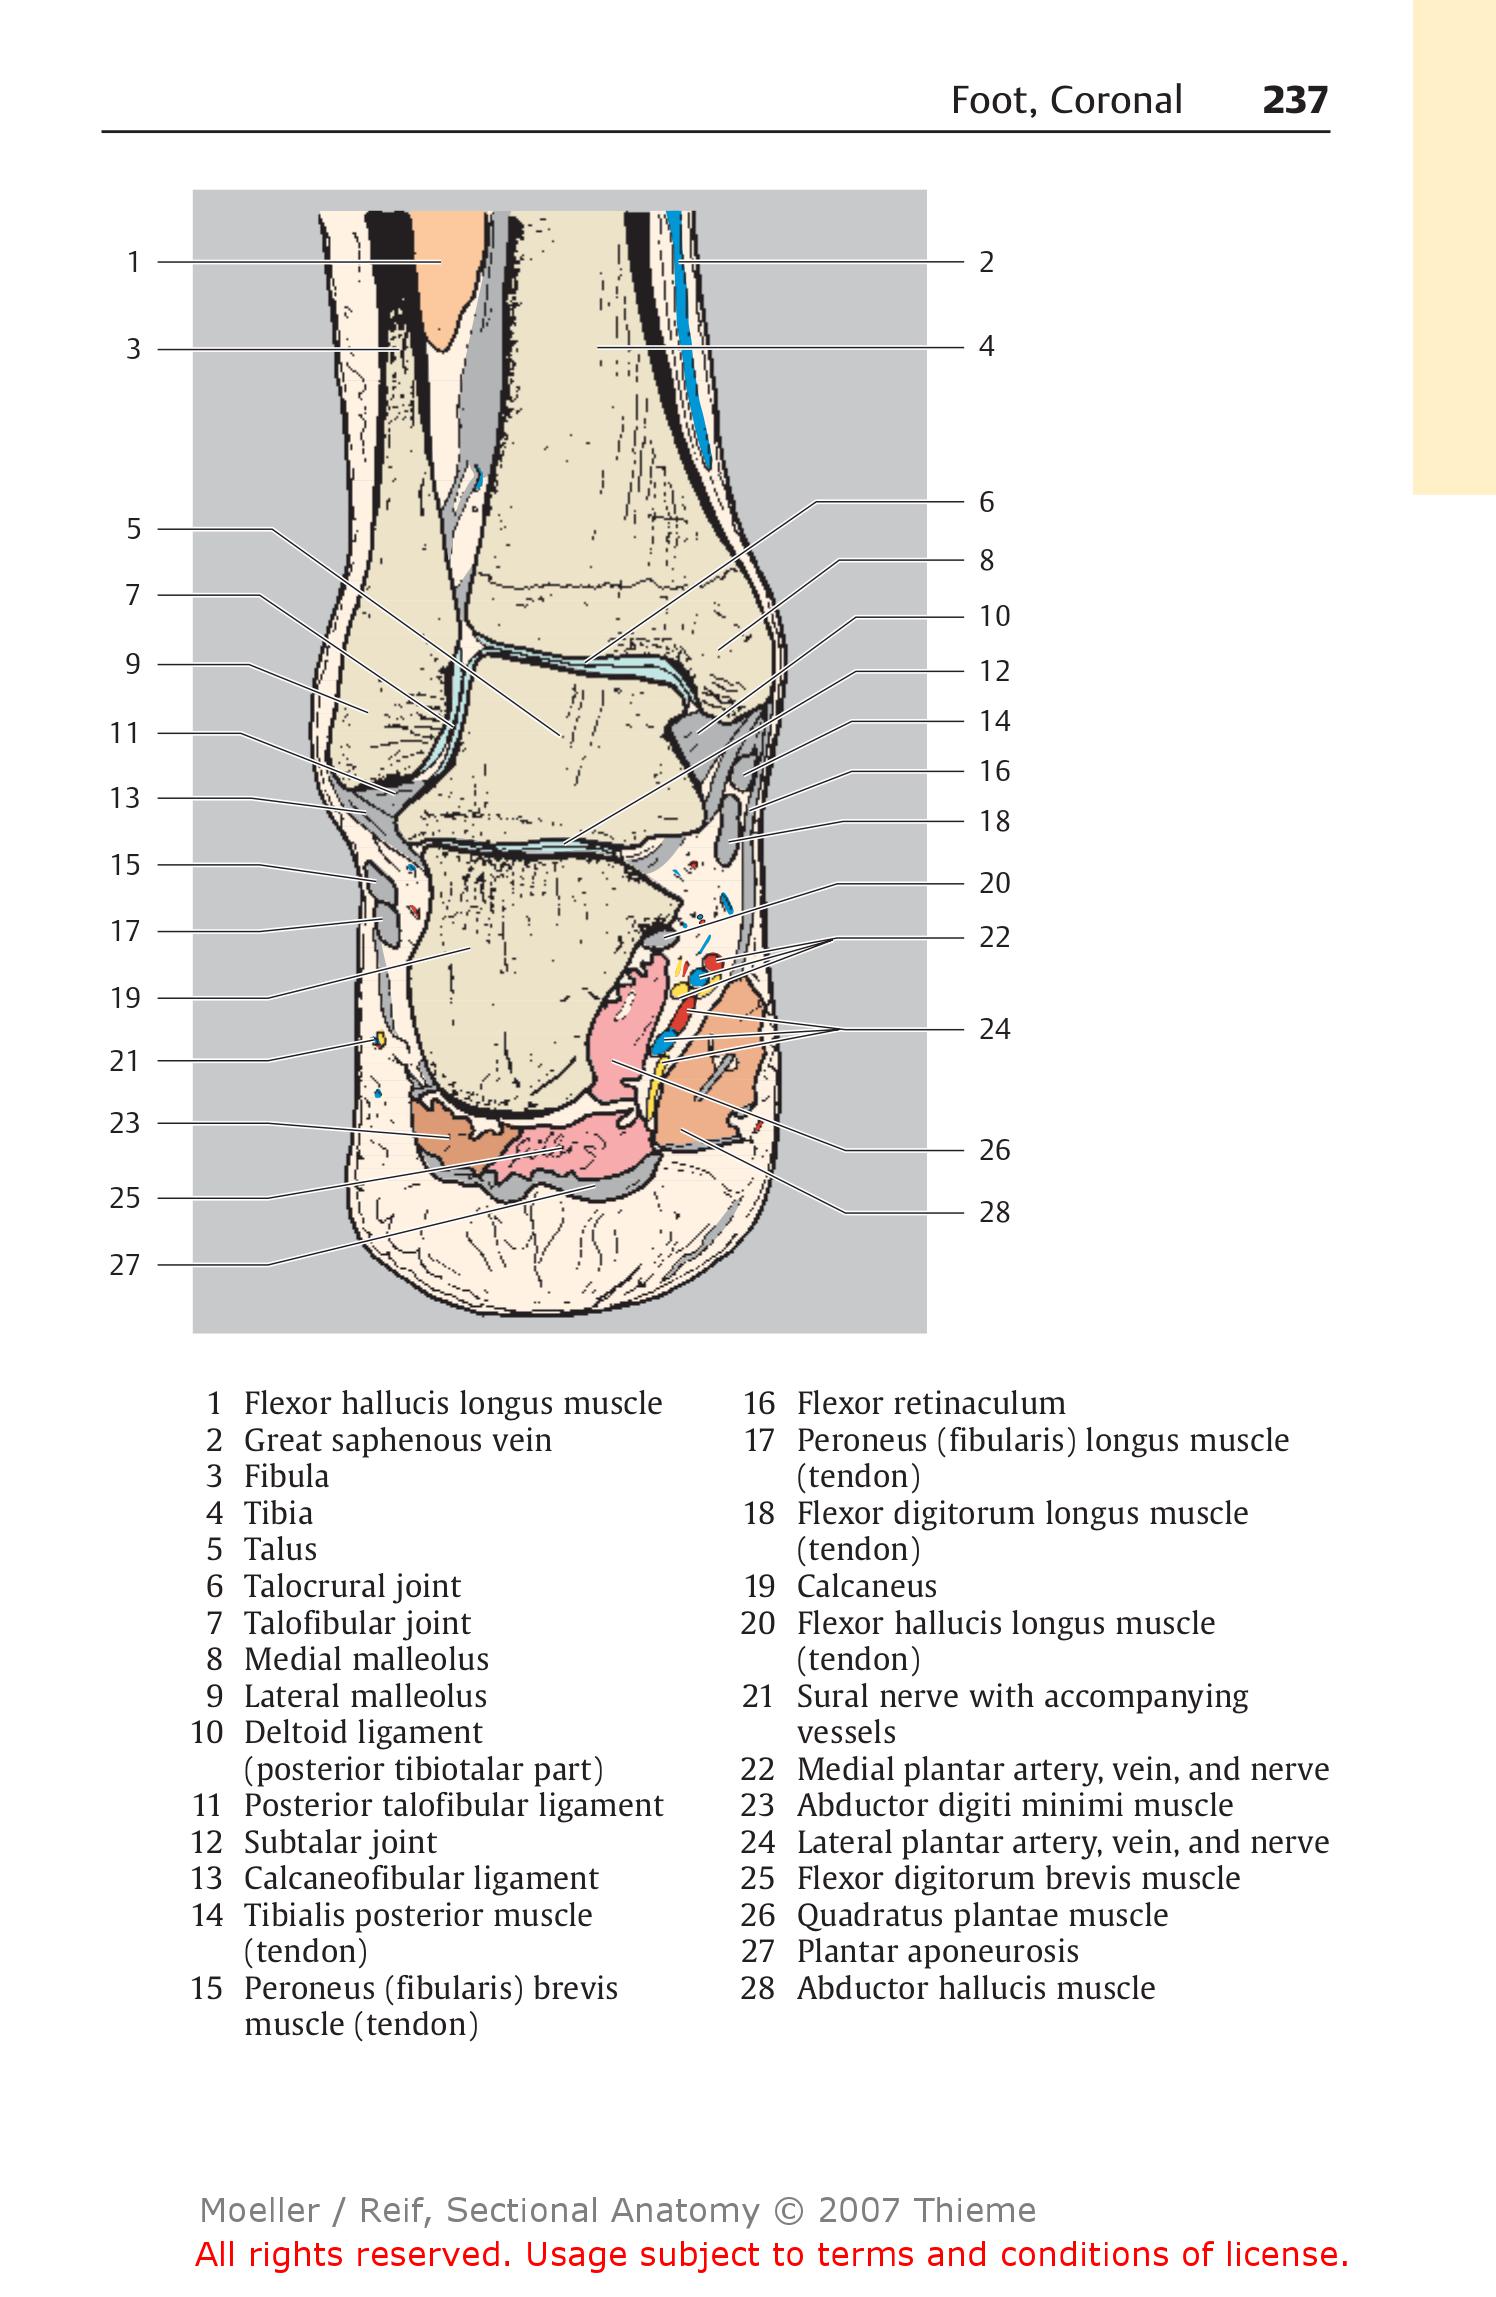 Foot, Coronal 237
1
2
3
4
5
6
7
8
9
10
11
12
13
14
15
16
17
18
19
20
21
22
23
24
25
26
27
28
1 Flexor hallucis longus muscle
2 Great saphenous vein
3 Fibula
4 Tibia
5 Talus
6 Talocrural joint
7 Talofibular joint
8 Medial malleolus
9 Lateral malleolus
10 Deltoid ligament
(posterior tibiotalar part)
11 Posterior talofibular ligament
12 Subtalar joint
13 Calcaneofibular ligament
14 Tibialis posterior muscle
(tendon)
15 Peroneus (fibularis) brevis
muscle (tendon)
16 Flexor retinaculum
17 Peroneus (fibularis) longus muscle
(tendon)
18 Flexor digitorum longus muscle
(tendon)
19 Calcaneus
20 Flexor hallucis longus muscle
(tendon)
21 Sural nerve with accompanying
vessels
22 Medial plantar artery, vein, and nerve
23 Abductor digiti minimi muscle
24 Lateral plantar artery, vein, and nerve
25 Flexor digitorum brevis muscle
26 Quadratus plantae muscle
27 Plantar aponeurosis
28 Abductor hallucis muscle
Moeller / Reif, Sectional Anatomy © 2007 Thieme
All rights reserved. Usage subject to terms and conditions of license.